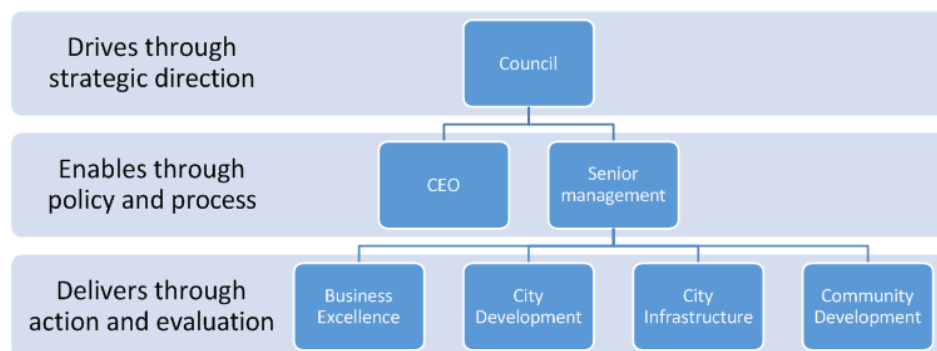 Drives through
strategic direction
Council
Enables through
policy and process
CEO
Senior
management
Delivers through
action and evaluation
Business
Excellence
City
Development
City
Infrastructure
Community
Development